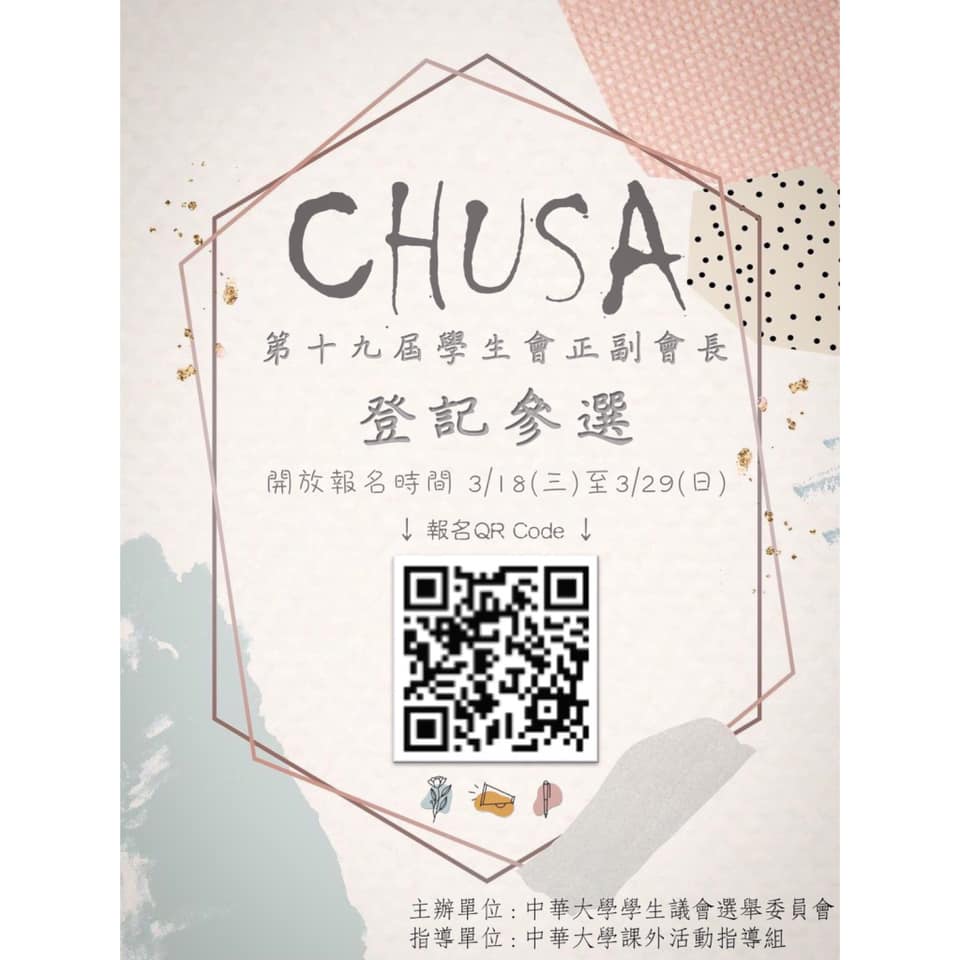 CHUSA
第十九屆學生會正副會長
登記參選
開放報名時間 3/18(三)至3/29(日)
↓ 報名QR Code ↓
主辦單位:中華大學學生議會選舉委員會
指導單位:中華大學課外活動指導組